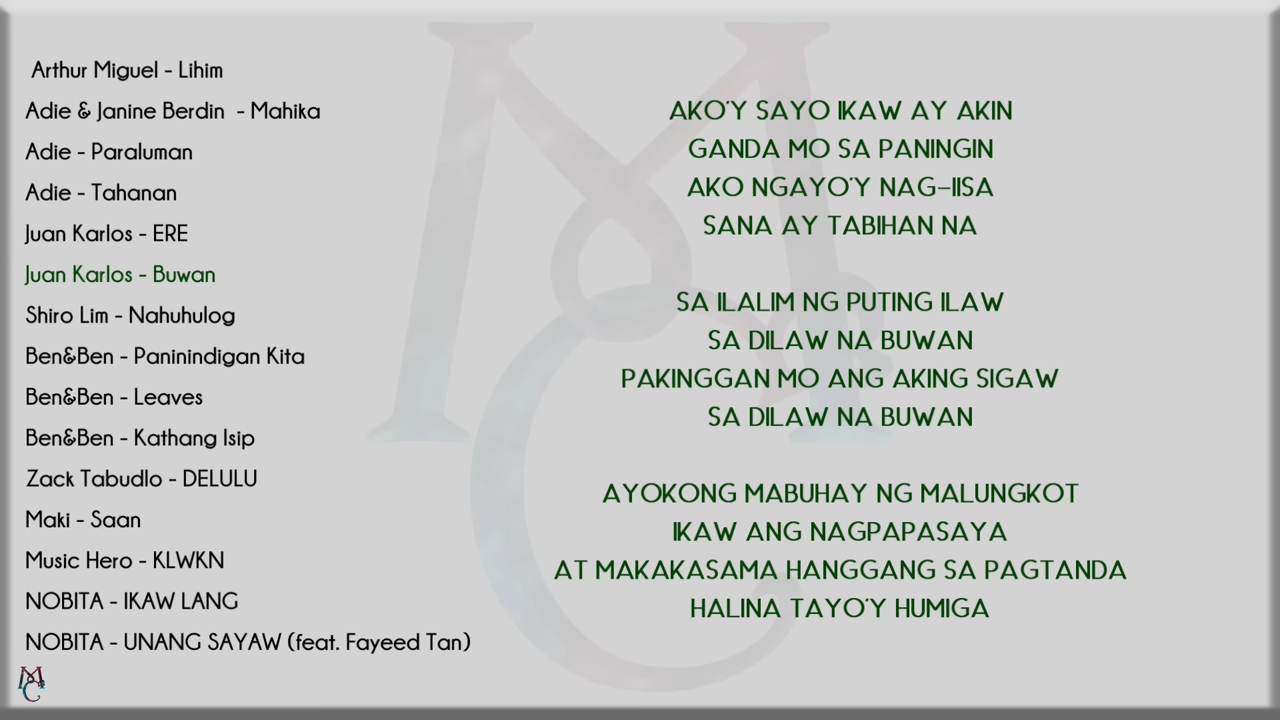 Arthur Miguel - Lihim
Adie & Janine Berdin - Mahika
Adie - Paraluman
Adie - Tahanan
Juan Karlos - ERE
Juan Karlos - Buwan
Shiro Lim - Nahuhulog
Ben&Ben - Paninindigan Kita
Ben&Ben - Leaves
Ben&Ben - Kathang Isip
Zack Tabudlo - DELULU
Maki - Saan
Music Hero - KLWKN
NOBITA - IKAW LANG
NOBITA - UNANG SAYAW (feat. Fayeed Tan)
AKO'Y SAYO IKAW AY AKIN
GANDA MO SA PANINGIN
AKO NGAYO'Y NAG-IISA
SANA AY TABIHAN NA
SA ILALIM NG PUTING ILAW
SA DILAW NA BUWAN
PAKINGGAN MO ANG AKING SIGAW
SA DILAW NA BUWAN
AYOKONG MABUHAY NG MALUNGKOT
IKAW ANG NAGPAPASAYA
AT MAKAKASAMA HANGGANG SA PAGTANDA
HALINA TAYO'Y HUMIGA